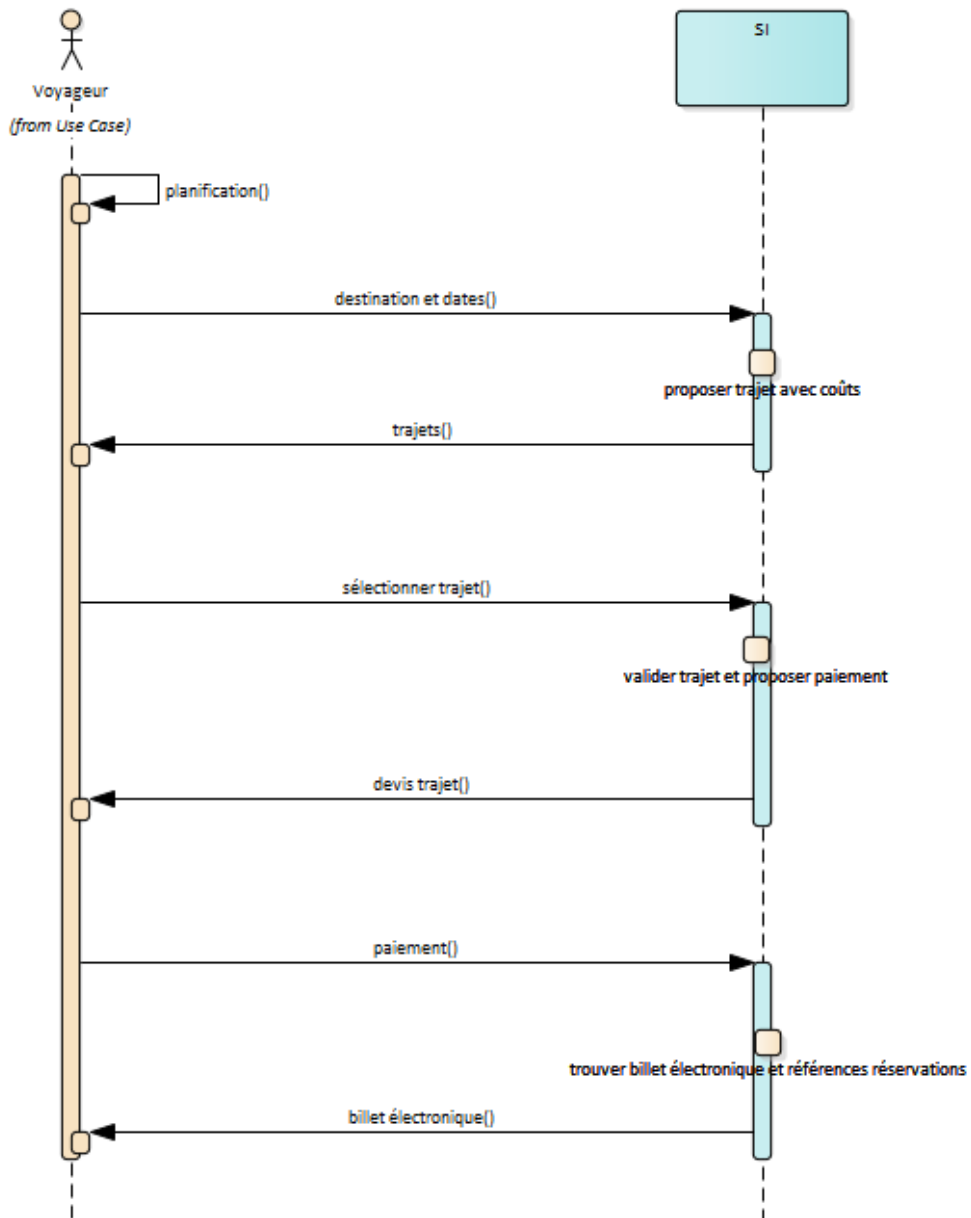 SI
Voyageur
(from Use Case)
planification()
destination et dates()
proposer trajet avec coûts
trajets()
sélectionner trajet()
valider trajet et proposer paiement
devis trajet()
paiement()
trouver billet électronique et références réservations
billet électronique()